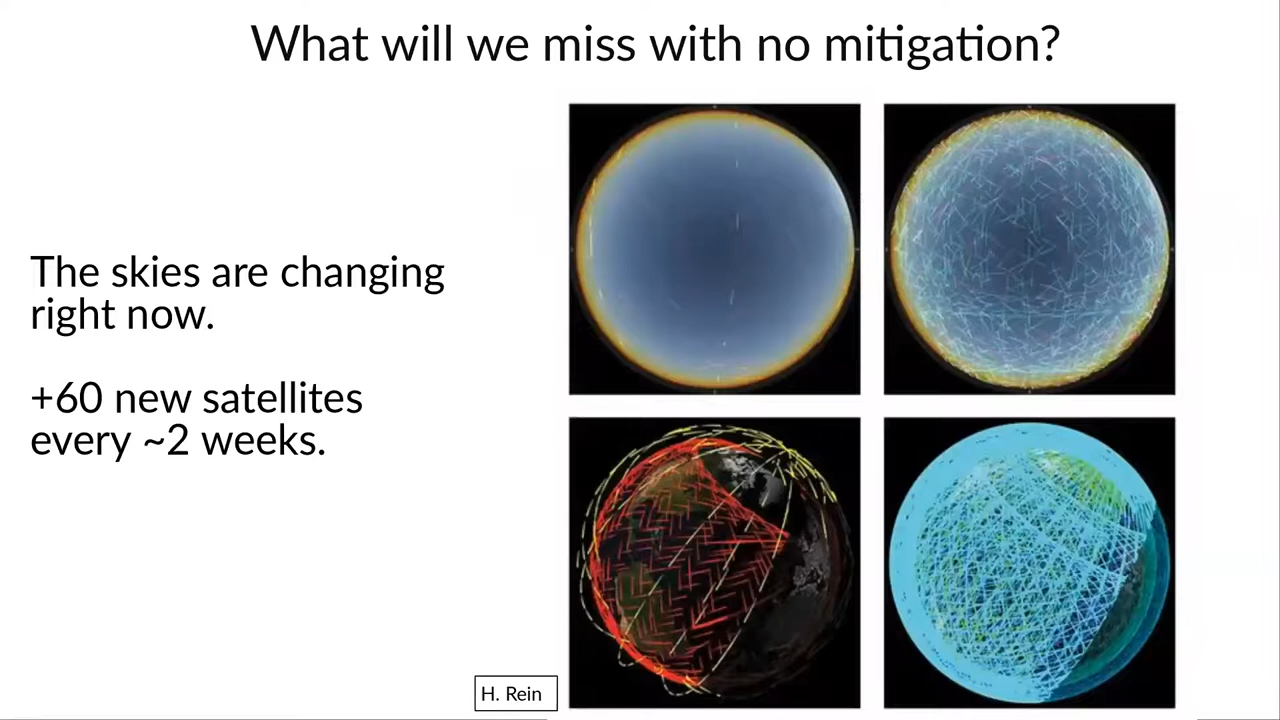 What will we miss with no mitigation?
The skies are changing
right now.
+60 new satellites
every ~2 weeks.
H. Rein